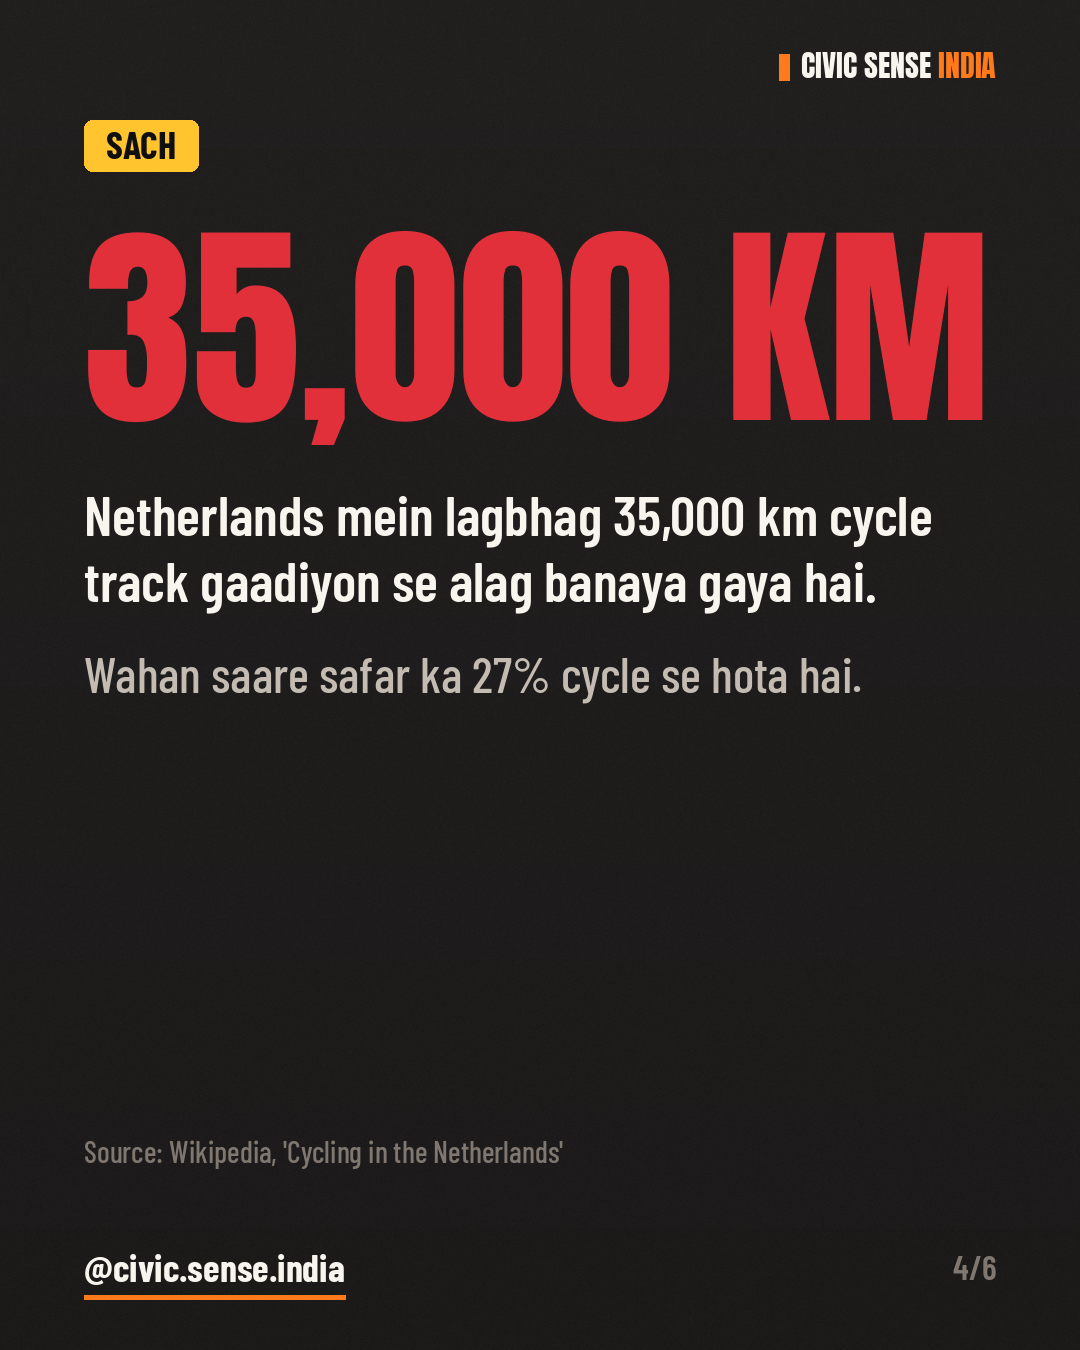 CIVIC SENSE INDIA
SACH
35,000 KM
Netherlands mein lagbhag 35,000 km cycle
track gaadiyon se alag banaya gaya hai.
Wahan saare safar ka 27% cycle se hota hai.
Source: Wikipedia, 'Cycling in the Netherlands'
@civic.sense.india
4/6